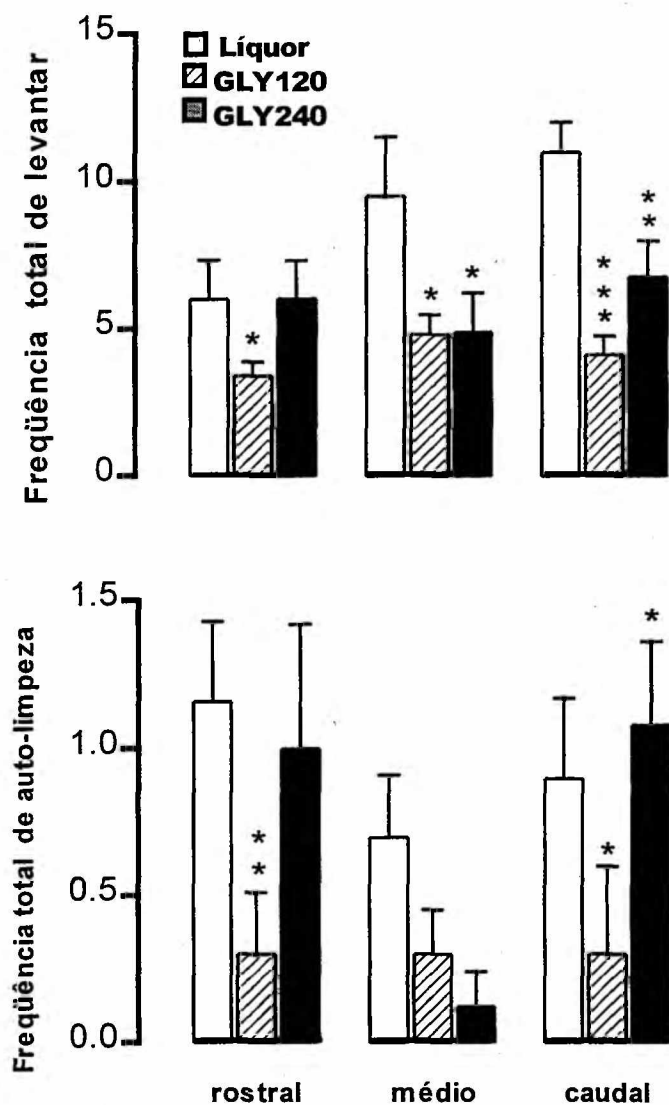 Freqüência total de levantar
15
10
5
0
Líquor
GLY120
GLY240
*
*
*
***
**
Freqüência total de auto-limpeza
1.5
1.0
0.5
0.0
**
*
*
rostral médio caudal